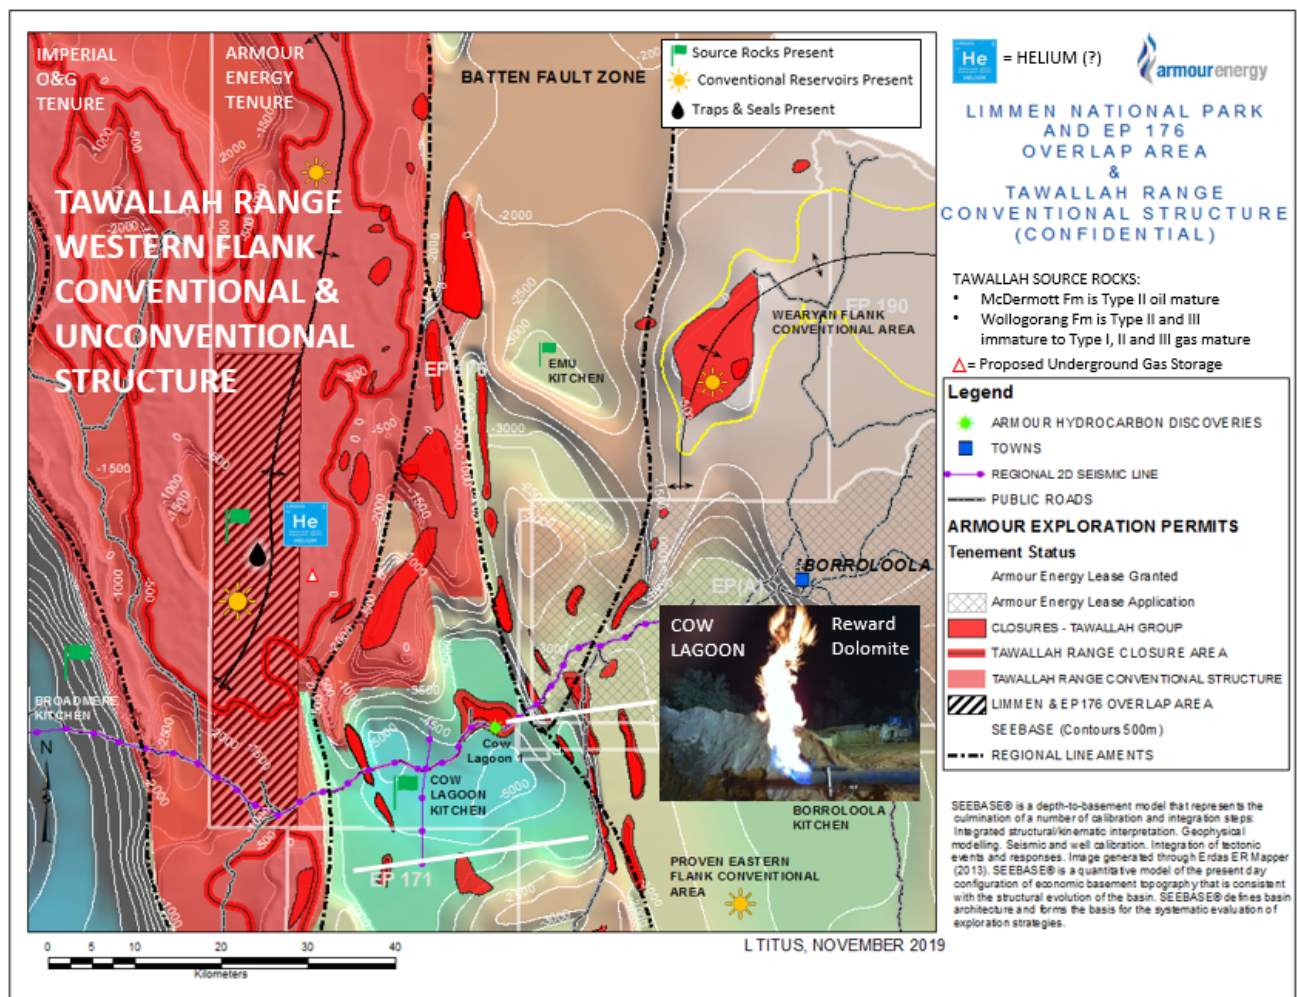 IMPERIAL
O&G
TENURE
ARMOUR
ENERGY
TENURE
BATTEN FAULT ZONE
Source Rocks Present
Conventional Reservoirs Present
Traps & Seals Present
TAWALLAH RANGE
WESTERN FLANK
CONVENTIONAL &
UNCONVENTIONAL
STRUCTURE
EMU
KITCHEN
WEARYAN FLANK
CONVENTIONAL AREA
EP 190
EP 176
He
HELIUM
EP(A)
BORROLOOLA
BROADMERE
KITCHEN
N
Cow
Lagoon 1
COW
LAGOON
KITCHEN
EP 171
COW
LAGOON
Reward
Dolomite
BORROLOOLA
KITCHEN
PROVEN EASTERN
FLANK CONVENTIONAL
AREA
L TITUS, NOVEMBER 2019
0 5 10 20 30 40
Kilometers
He
HELIUM
= HELIUM (?)
armourenergy
LIMMEN NATIONAL PARK
AND EP 176
OVERLAP AREA
&
TAWALLAH RANGE
CONVENTIONAL STRUCTURE
(CONFIDENTIAL)
TAWALLAH SOURCE ROCKS:
• McDermott Fm is Type II oil mature
• Wollogorang Fm is Type II and III
immature to Type I, II and III gas mature
= Proposed Underground Gas Storage
Legend
ARMOUR HYDROCARBON DISCOVERIES
TOWNS
REGIONAL 2D SEISMIC LINE
PUBLIC ROADS
ARMOUR EXPLORATION PERMITS
Tenement Status
Armour Energy Lease Granted
Armour Energy Lease Application
CLOSURES - TAWALLAH GROUP
TAWALLAH RANGE CLOSURE AREA
TAWALLAH RANGE CONVENTIONAL STRUCTURE
LIMMEN & EP176 OVERLAP AREA
SEEBASE (Contours 500m)
REGIONAL LINEAMENTS
SEEBASE® is a depth-to-basement model that represents the
culmination of a number of calibration and integration steps:
Integrated structural/kinematic interpretation. Geophysical
modelling. Seismic and well calibration. Integration of tectonic
events and responses. Image generated through Erdas ER Mapper
(2013). SEEBASE® is a quantitative model of the present day
configuration of economic basement topography that is consistent
with the structural evolution of the basin. SEEBASE® defines basin
architecture and forms the basis for the systematic evaluation of
exploration strategies.